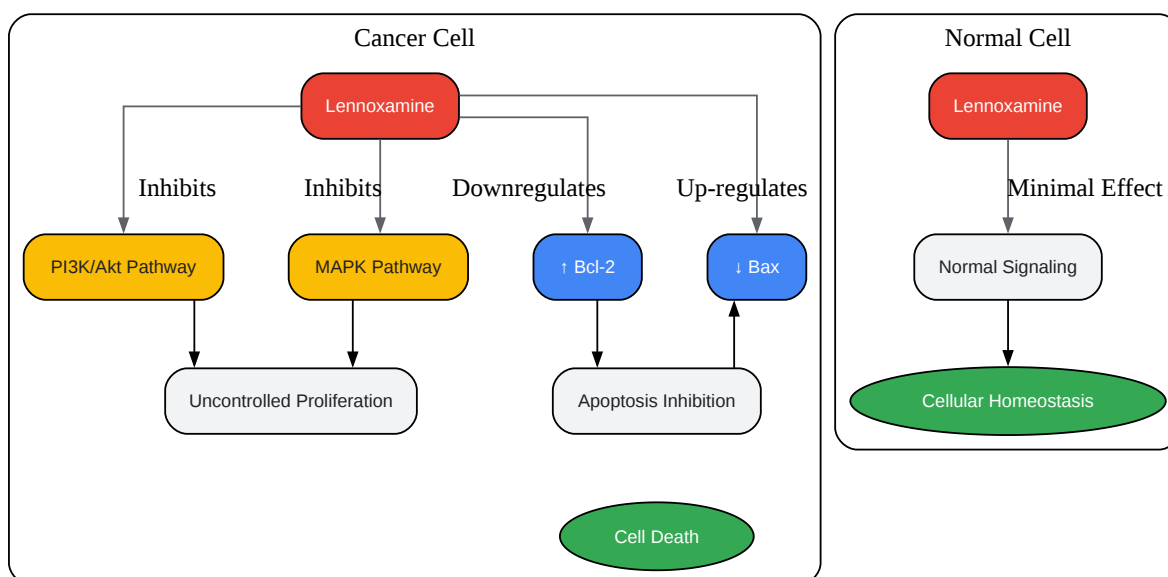 Cancer Cell
Normal Cell
Lennoxamine
Lennoxamine
Inhibits
Inhibits
Downregulates
Up-regulates
Minimal Effect
PI3K/Akt Pathway
MAPK Pathway
↑ Bcl-2
↓ Bax
Normal Signaling
Uncontrolled Proliferation
Apoptosis Inhibition
Cellular Homeostasis
Cell Death